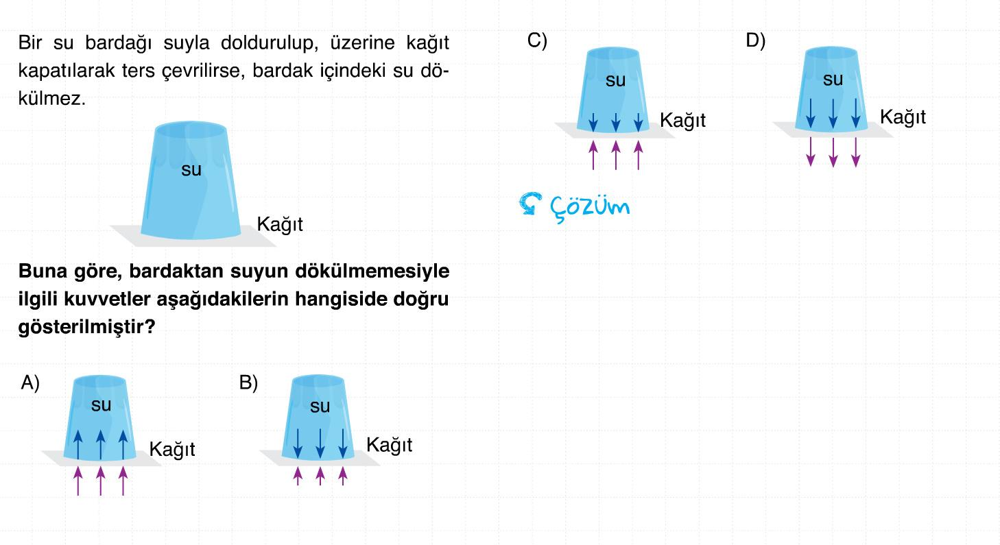 Bir su bardağı suyla doldurulup, üzerine kağıt
kapatılarak ters çevrilirse, bardak içindeki su dö-
külmez.
su
Kağıt
Buna göre, bardaktan suyun dökülmemesiyle
ilgili kuvvetler aşağıdakilerin hangiside doğru
gösterilmiştir?
A)
su
Kağıt
B)
su
Kağıt
C)
su
Kağıt
D)
su
Kağıt
Çözüm